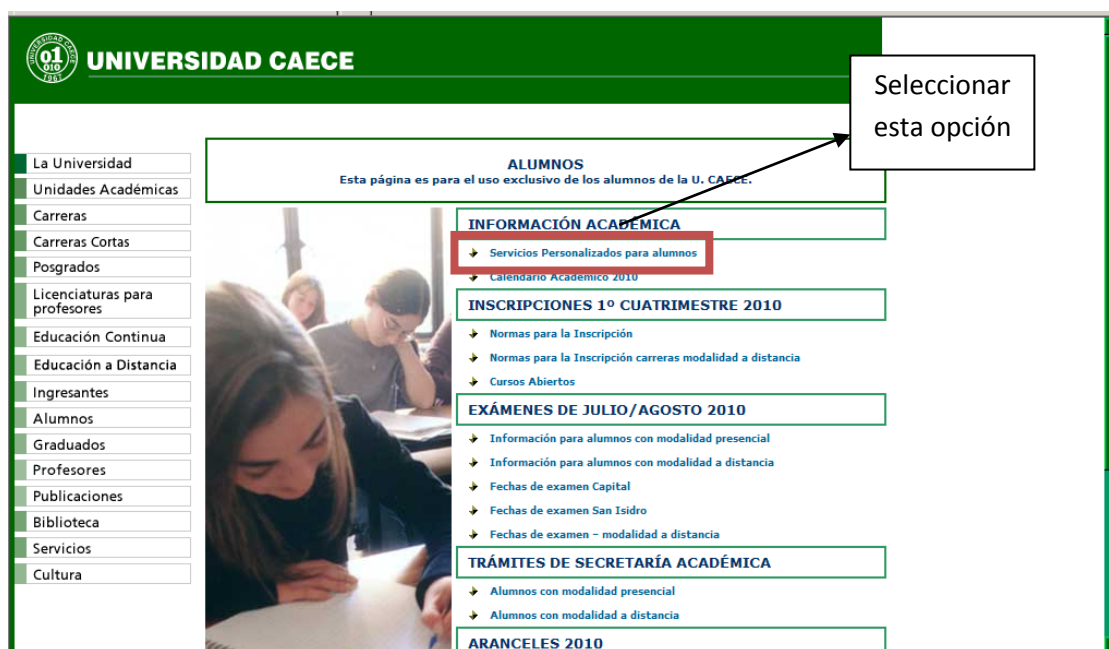 UNIVERSIDAD CAECE
Seleccionar
esta opción
La Universidad
Unidades Académicas
Carreras
Carreras Cortas
Posgrados
Licenciaturas para
profesores
Educación Continua
Educación a Distancia
Ingresantes
Alumnos
Graduados
Profesores
Publicaciones
Biblioteca
Servicios
Cultura
ALUMNOS
Esta página es para el uso exclusivo de los alumnos de la U. CAECE.
INFORMACIÓN ACADÉMICA
Servicios Personalizados para alumnos
Calendario Académico 2010
INSCRIPCIONES 1º CUATRIMESTRE 2010
Normas para la Inscripción
Normas para la Inscripción carreras modalidad a distancia
Cursos Abiertos
EXÁMENES DE JULIO/AGOSTO 2010
Información para alumnos con modalidad presencial
Información para alumnos con modalidad a distancia
Fechas de examen Capital
Fechas de examen San Isidro
Fechas de examen – modalidad a distancia
TRÁMITES DE SECRETARÍA ACADÉMICA
Alumnos con modalidad presencial
Alumnos con modalidad a distancia
ARANCELES 2010